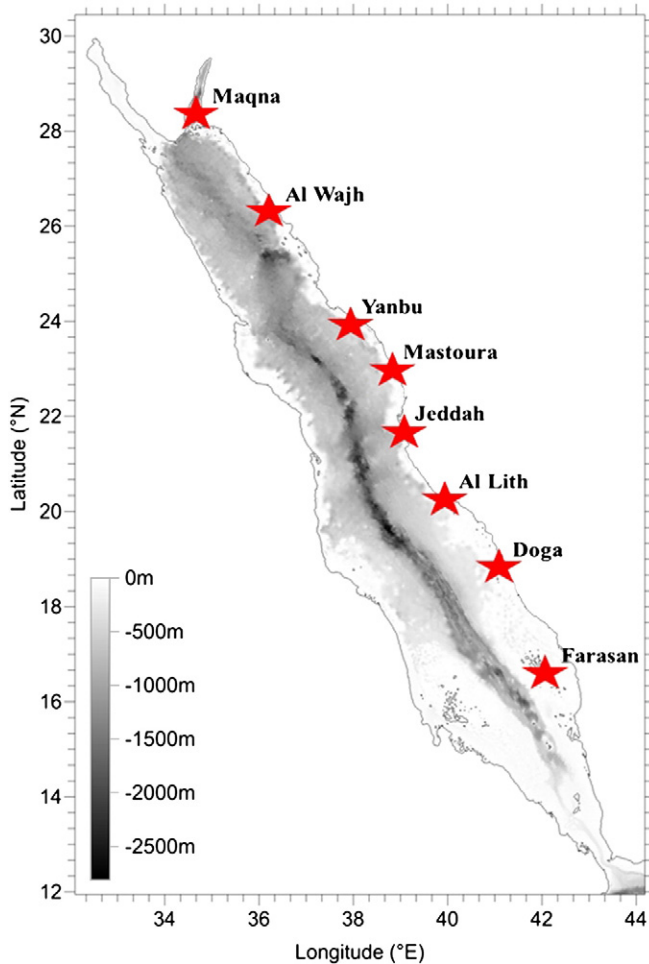 30
Maqna
28
Al Wajh
26
Yanbu
24
Mastoura
Jeddah
22
Latitude (°N)
Al Lith
20
Doga
0m
18
-500m
Farasan
-1000m
16
-1500m
14
-2000m
-2500m
12
34 36 38 40 42 44
Longitude (°E)